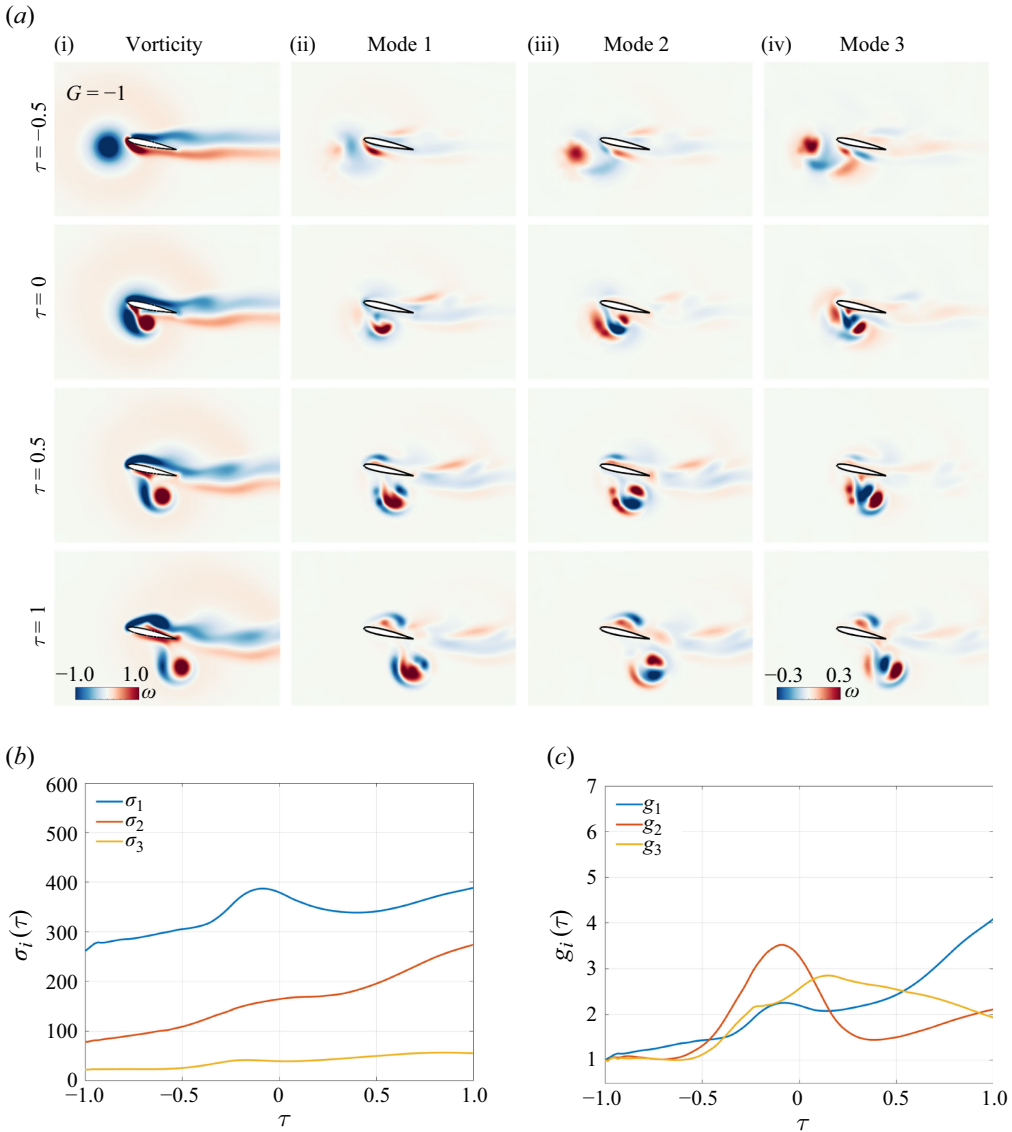 (a)
(i) Vorticity (ii) Mode 1 (iii) Mode 2 (iv) Mode 3
G = −1
τ = −0.5
τ = 0
τ = 0.5
τ = 1
−1.0 1.0 ω
−0.3 0.3 ω
(b)
600
500
400
300
200
100
0
σi (τ)
σ1
σ2
σ3
−1.0 −0.5 0 0.5 1.0
τ
(c)
7
6
5
4
3
2
1
gi (τ)
g1
g2
g3
−1.0 −0.5 0 0.5 1.0
τ